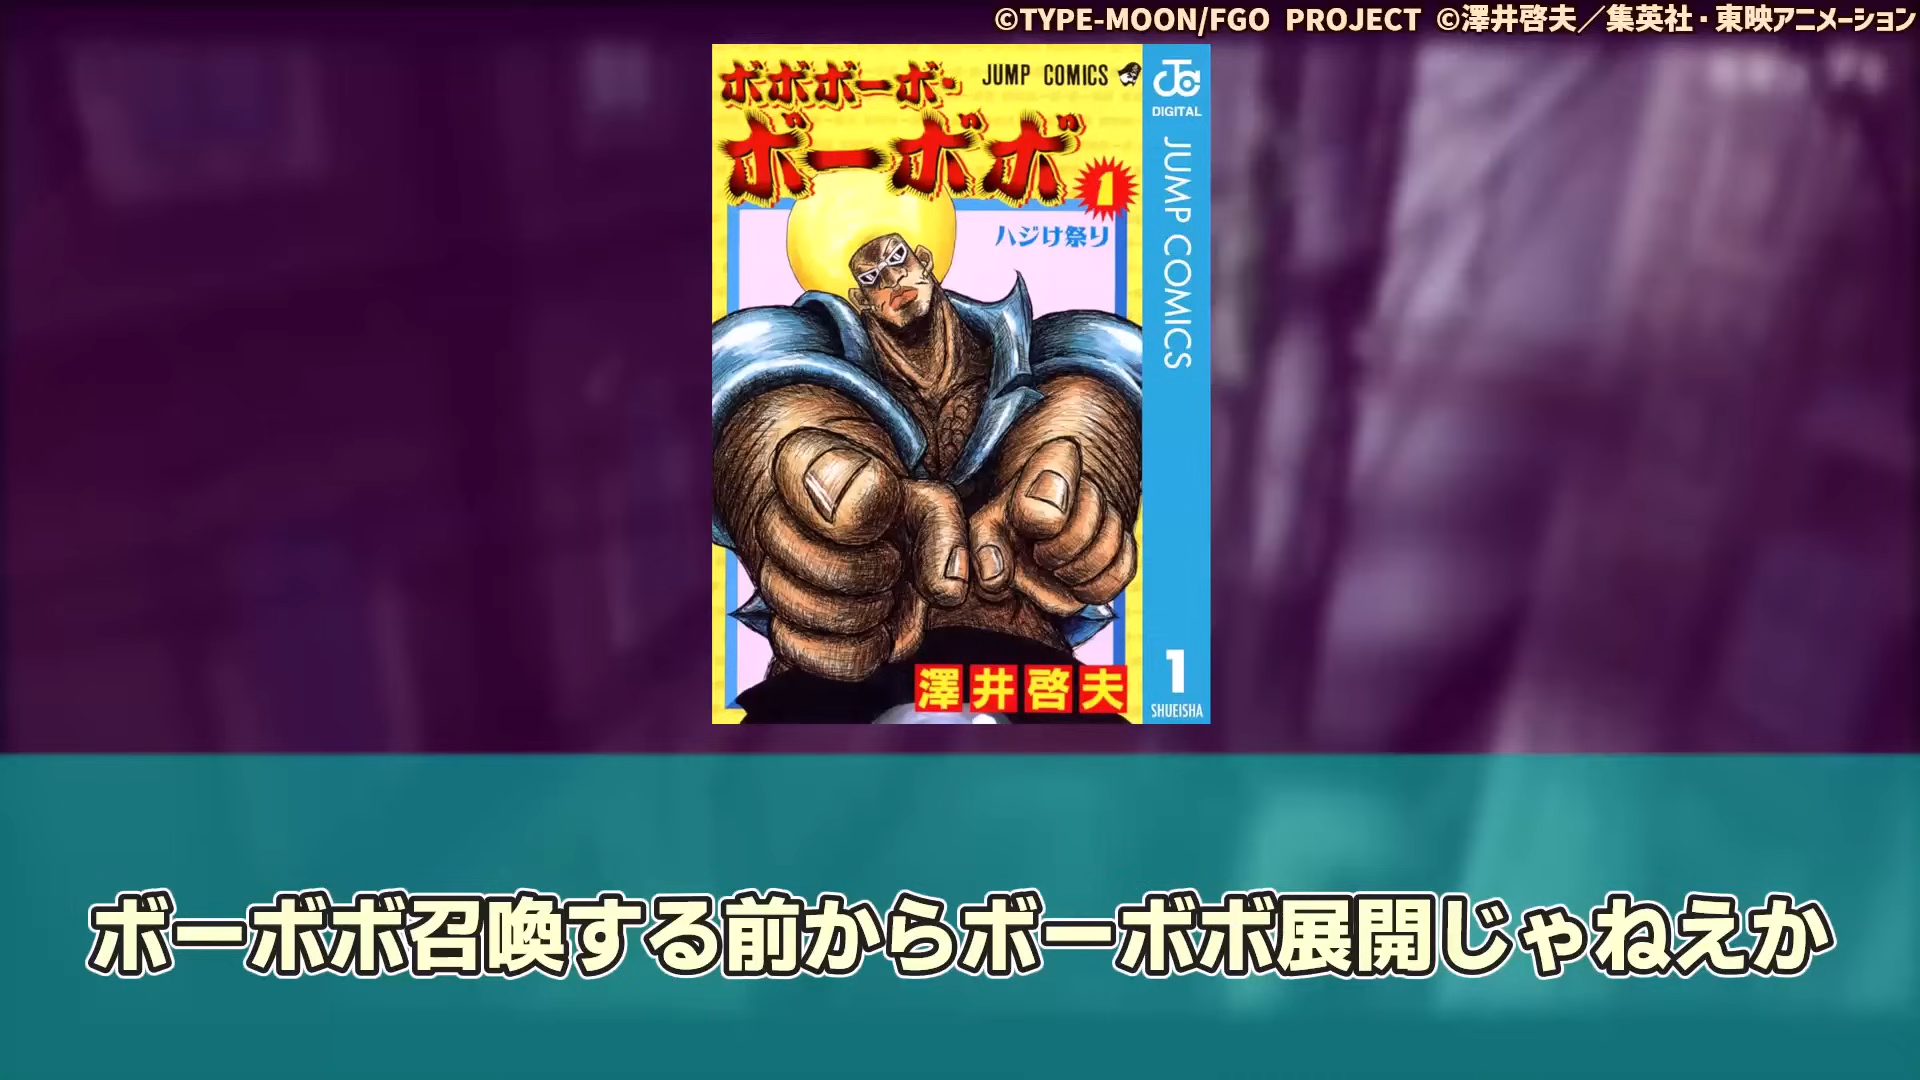 ©TYPE-MOON/FGO PROJECT ©澤井啓夫／集英社・東映アニメーション
ボボボーボ・
ボーボボ
JUMP COMICS
1
ハジけ祭り
澤井啓夫
JC
DIGITAL
JUMP COMICS
1
SHUEISHA
ボーボボ召喚する前からボーボボ展開じゃねえか